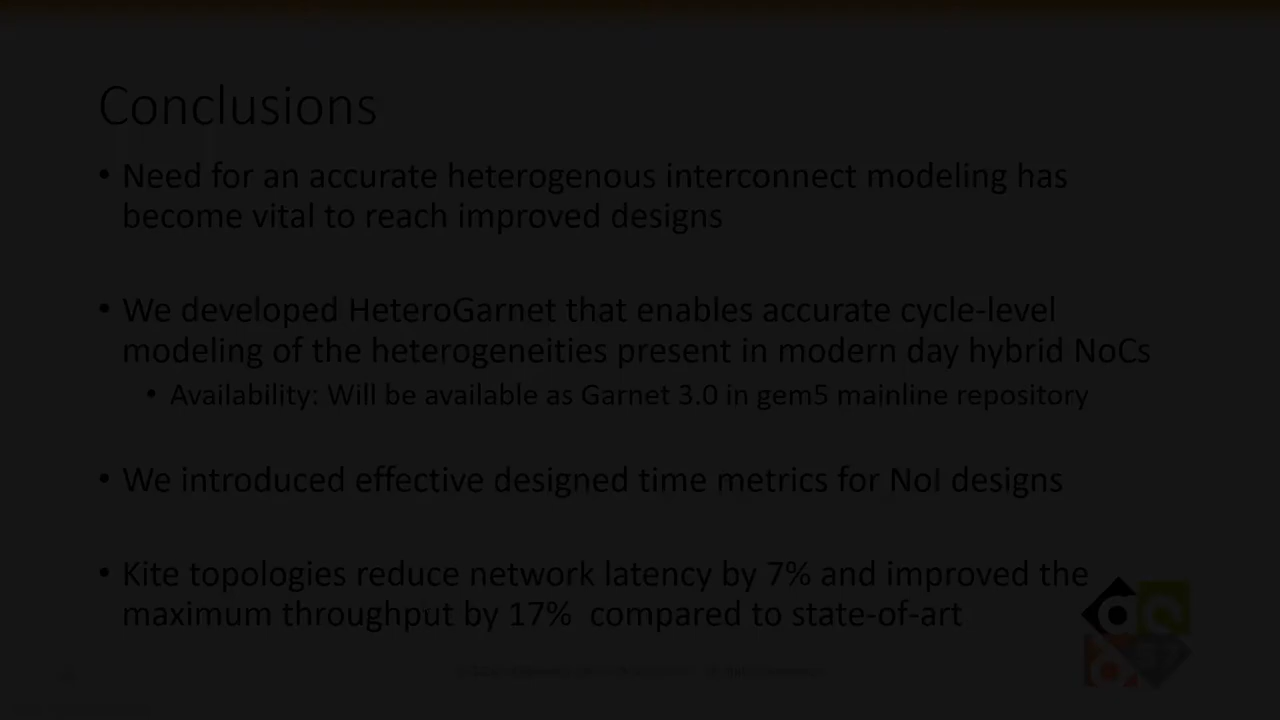 Conclusions
• Need for an accurate heterogenous interconnect modeling has
become vital to reach improved designs
• We developed HeteroGarnet that enables accurate cycle-level
modeling of the heterogeneities present in modern day hybrid NoCs
• Availability: Will be available as Garnet 3.0 in gem5 mainline repository
• We introduced effective designed time metrics for NoI designs
• Kite topologies reduce network latency by 7% and improved the
maximum throughput by 17% compared to state-of-art